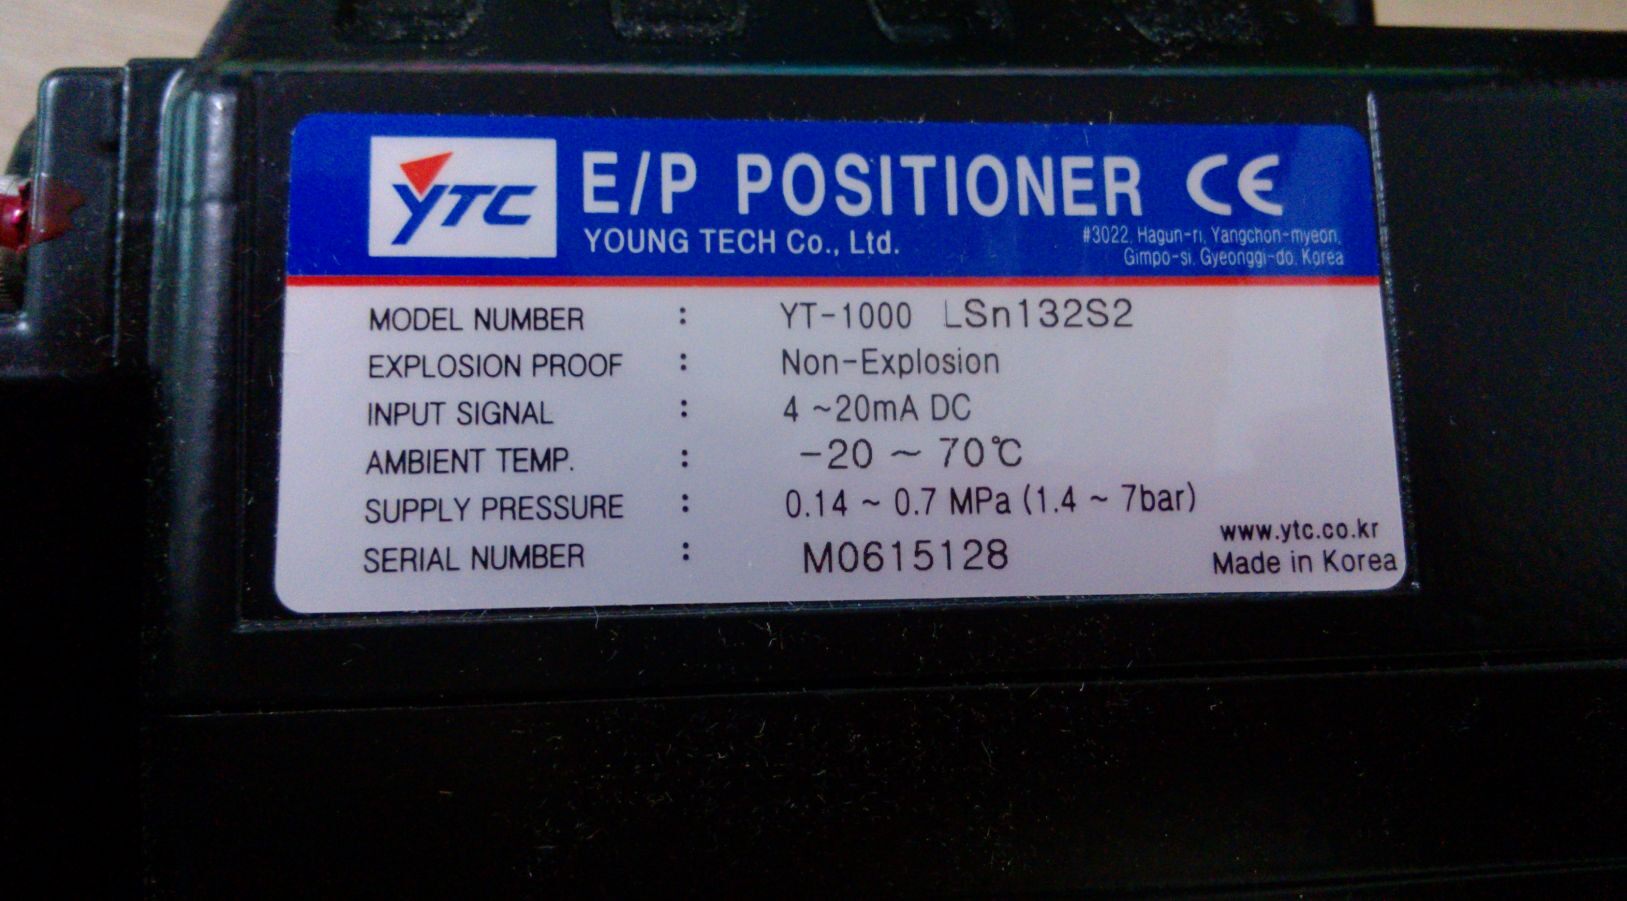 YTC
E/P POSITIONER CE
YOUNG TECH Co., Ltd.
#3022, Hagun-ri, Yangchon-myeon,
Gimpo-si, Gyeonggi-do, Korea
MODEL NUMBER : YT-1000 LSn132S2
EXPLOSION PROOF : Non-Explosion
INPUT SIGNAL : 4 ~20mA DC
AMBIENT TEMP. : -20 ~ 70℃
SUPPLY PRESSURE : 0.14 ~ 0.7 MPa (1.4 ~ 7bar)
SERIAL NUMBER : M0615128
www.ytc.co.kr
Made in Korea